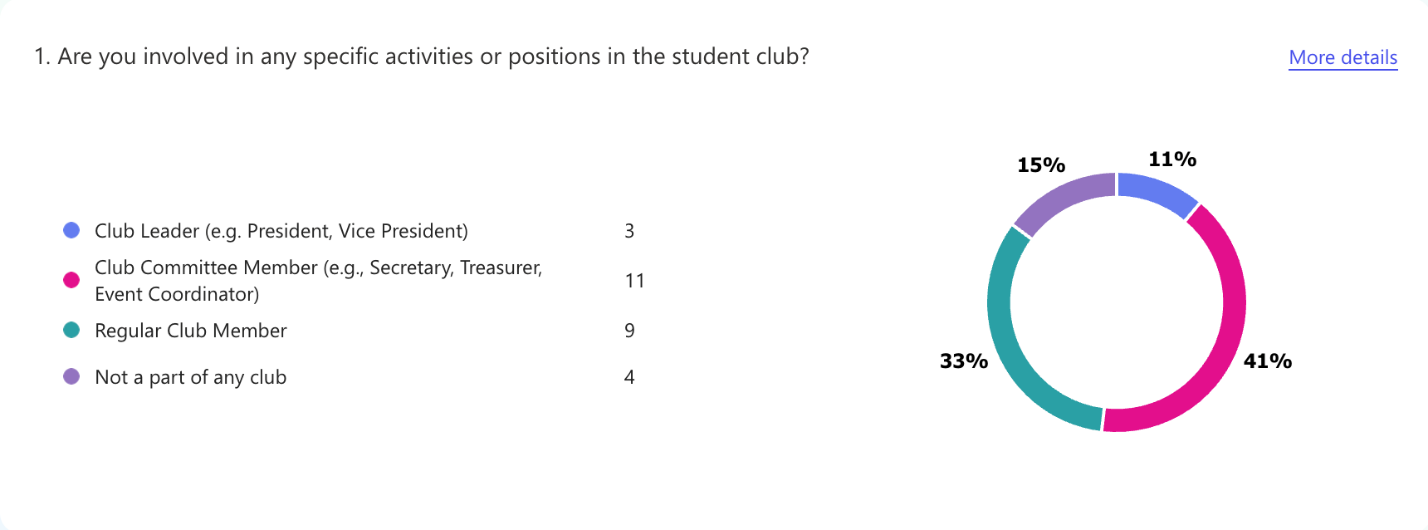 1. Are you involved in any specific activities or positions in the student club?
More details
Club Leader (e.g. President, Vice President) 3
Club Committee Member (e.g., Secretary, Treasurer,
Event Coordinator) 11
Regular Club Member 9
Not a part of any club 4
15%
11%
33%
41%